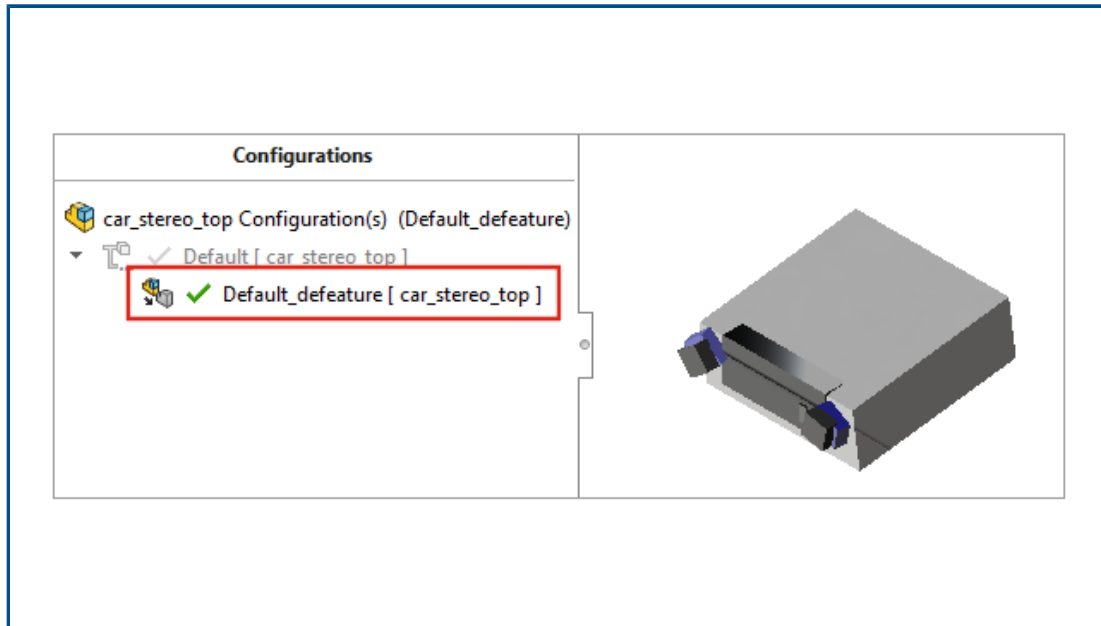 Configurations
car_stereo_top Configuration(s) (Default_defeature)
Default [ car_stereo_top ]
Default_defeature [ car_stereo_top ]